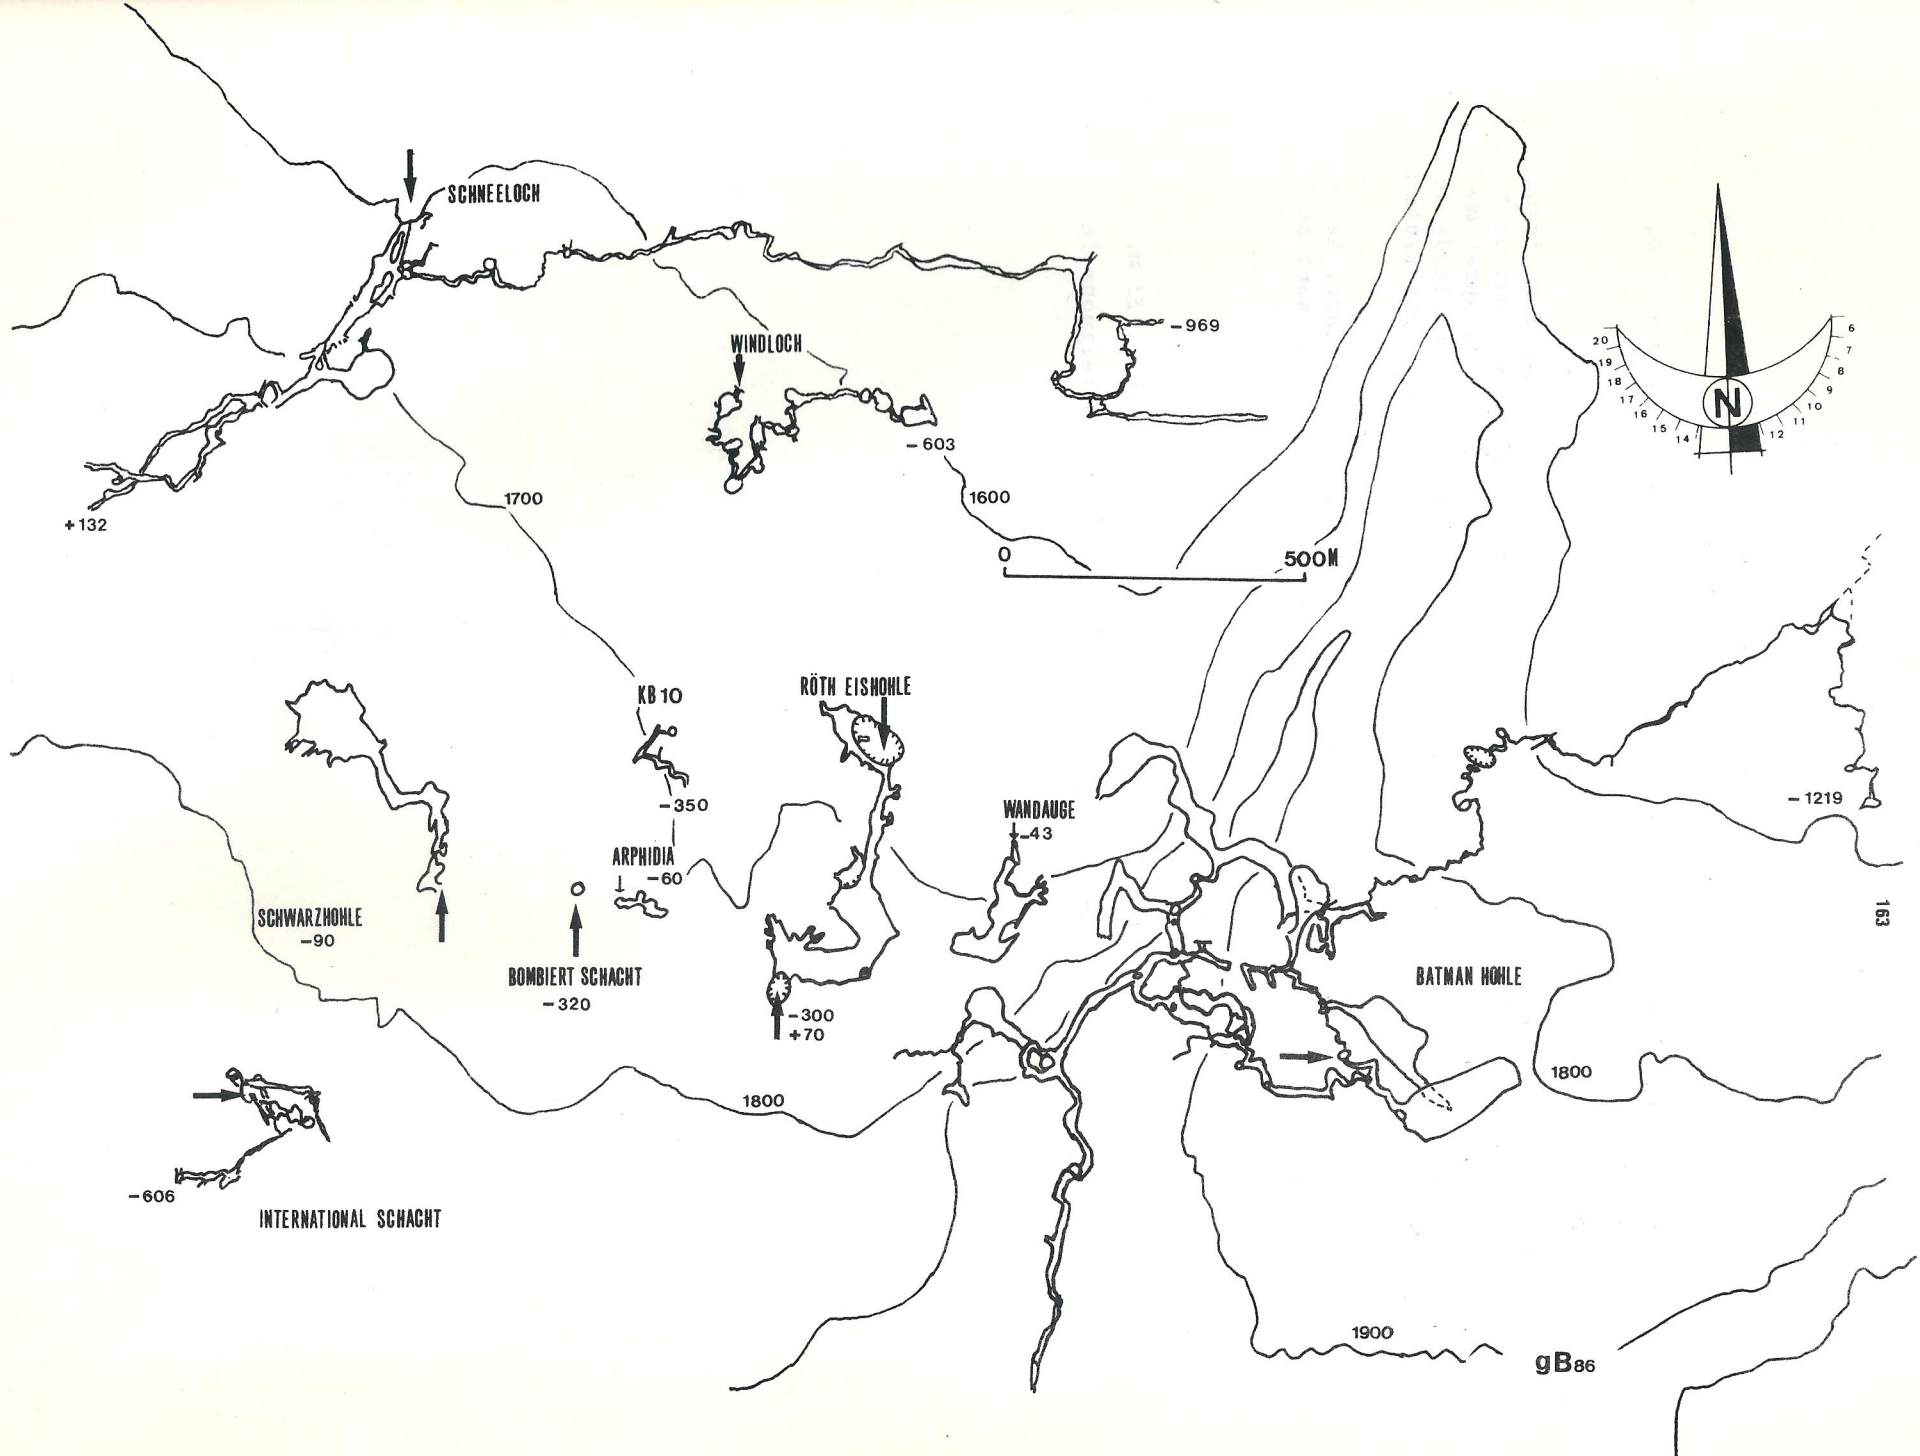 SCHNEELOCH
-969
WINDLOCH
-603
+132
1700
1600
0 500M
20
19
18
17
16
15
14
12
11
10
9
8
7
6
N
KB 10
-350
RÖTH EISHOHLE
WANDAUGE
-43
ARPHIDIA
-60
-1219
163
SCHWARZHOHLE
-90
BOMBIERT SCHACHT
-320
-300
+70
BATMAN HOHLE
1800
1800
-606
INTERNATIONAL SCHACHT
1900
gB86